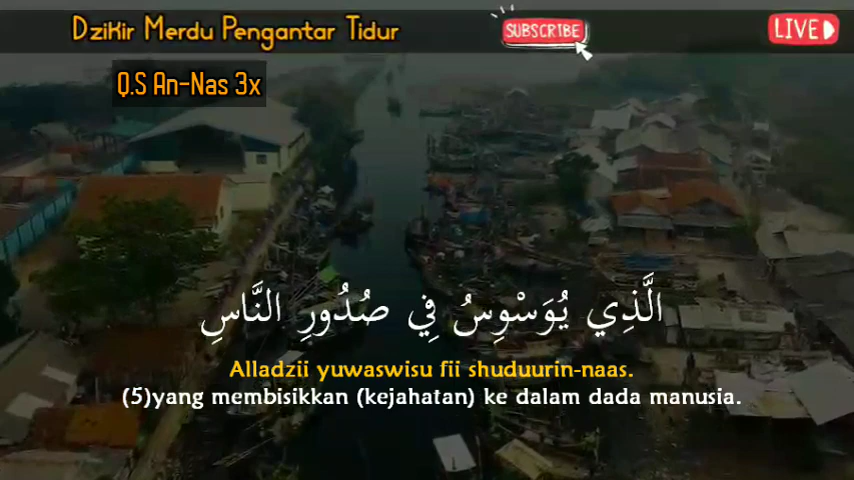 Dzikir Merdu Pengantar Tidur
SUBSCRIBE
LIVE
Q.S An-Nas 3x
الَّذِي يُوَسْوِسُ فِي صُدُورِ النَّاسِ
Alladzii yuwaswisu fii shuduurin-naas.
(5)yang membisikkan (kejahatan) ke dalam dada manusia.